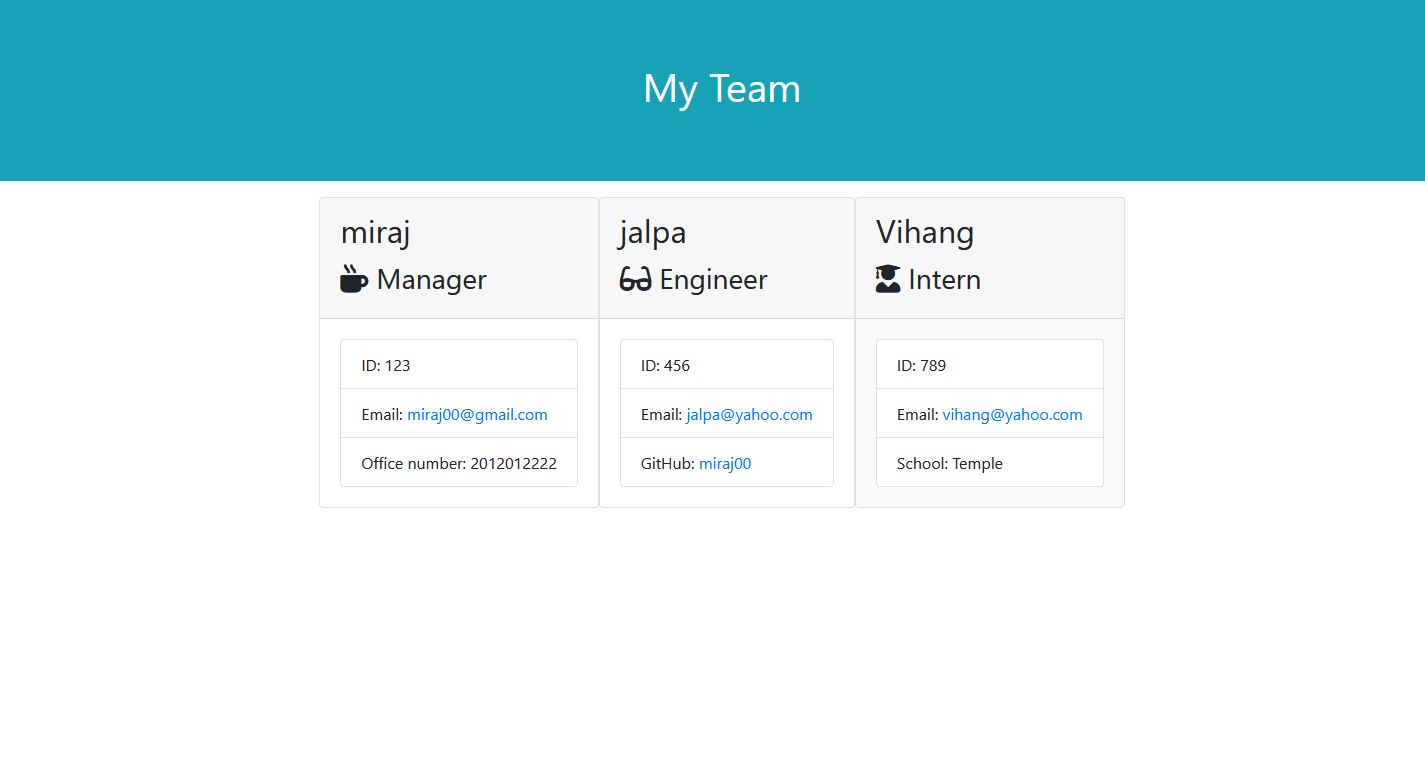 My Team
miraj
Manager
ID: 123
Email: miraj00@gmail.com
Office number: 2012012222
jalpa
Engineer
ID: 456
Email: jalpa@yahoo.com
GitHub: miraj00
Vihang
Intern
ID: 789
Email: vihang@yahoo.com
School: Temple